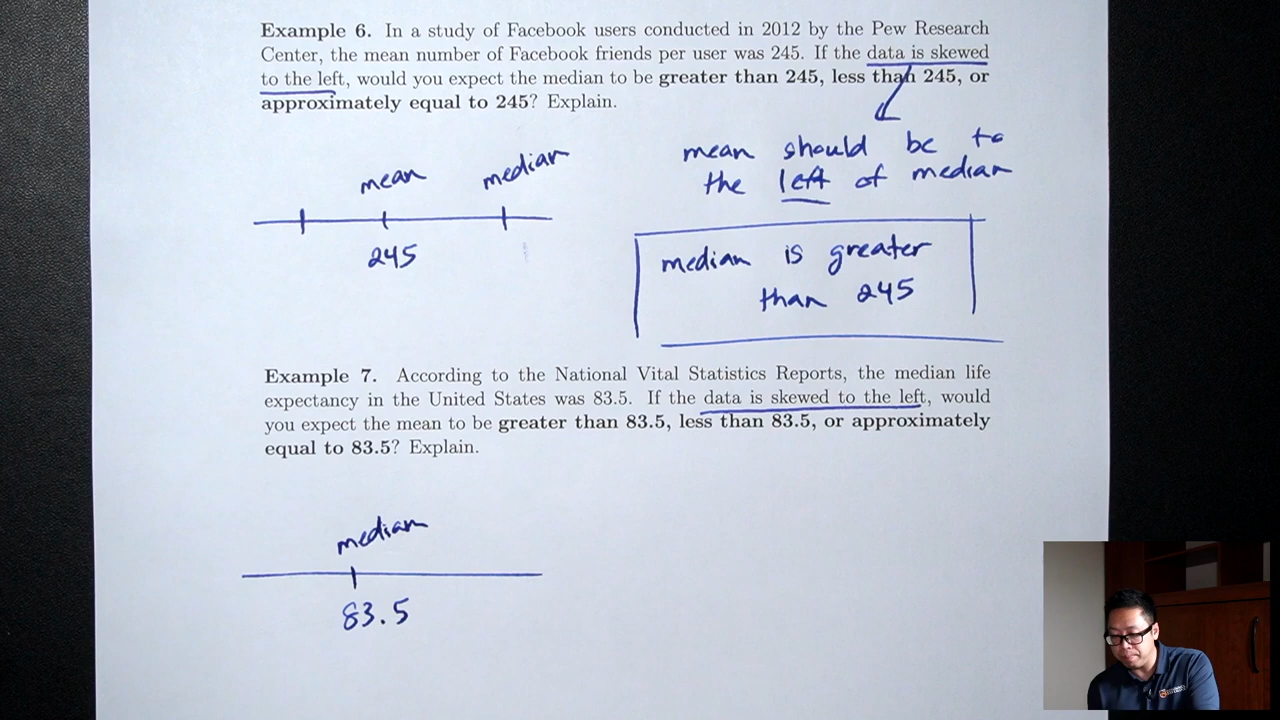 Example 6. In a study of Facebook users conducted in 2012 by the Pew Research
Center, the mean number of Facebook friends per user was 245. If the data is skewed
to the left, would you expect the median to be greater than 245, less than 245, or
approximately equal to 245? Explain.
mean should be to
the left of median
mean median
245
median is greater
than 245
Example 7. According to the National Vital Statistics Reports, the median life
expectancy in the United States was 83.5. If the data is skewed to the left, would
you expect the mean to be greater than 83.5, less than 83.5, or approximately
equal to 83.5? Explain.
median
83.5